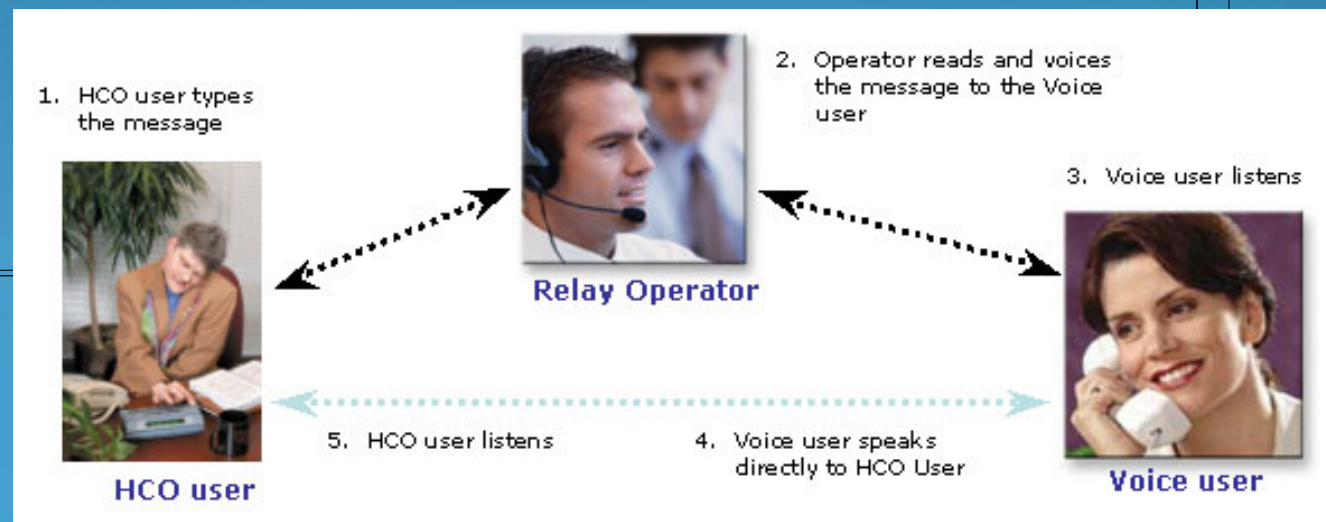 1. HCO user types
the message
2. Operator reads and voices
the message to the Voice
user
3. Voice user listens
Relay Operator
5. HCO user listens
4. Voice user speaks
directly to HCO User
HCO user
Voice user